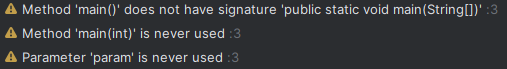 Method 'main()' does not have signature 'public static void main(String[])' :3
Method 'main(int)' is never used :3
Parameter 'param' is never used :3